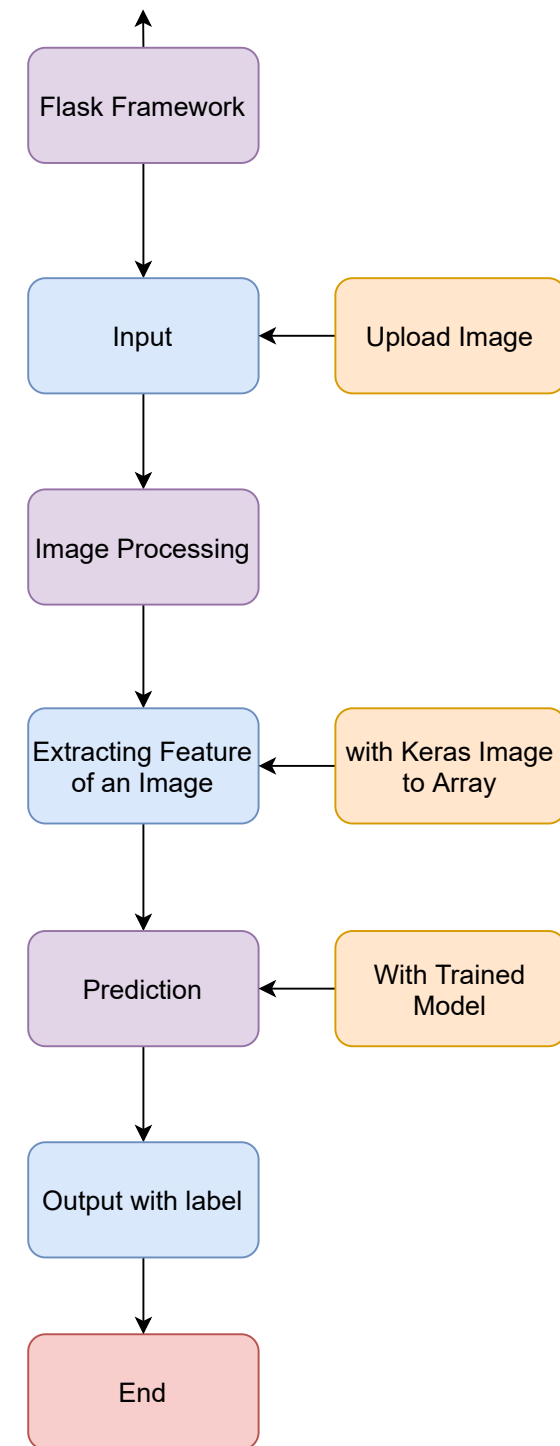 Flask Framework
Input
Upload Image
Image Processing
Extracting Feature
of an Image
with Keras Image
to Array
Prediction
With Trained
Model
Output with label
End